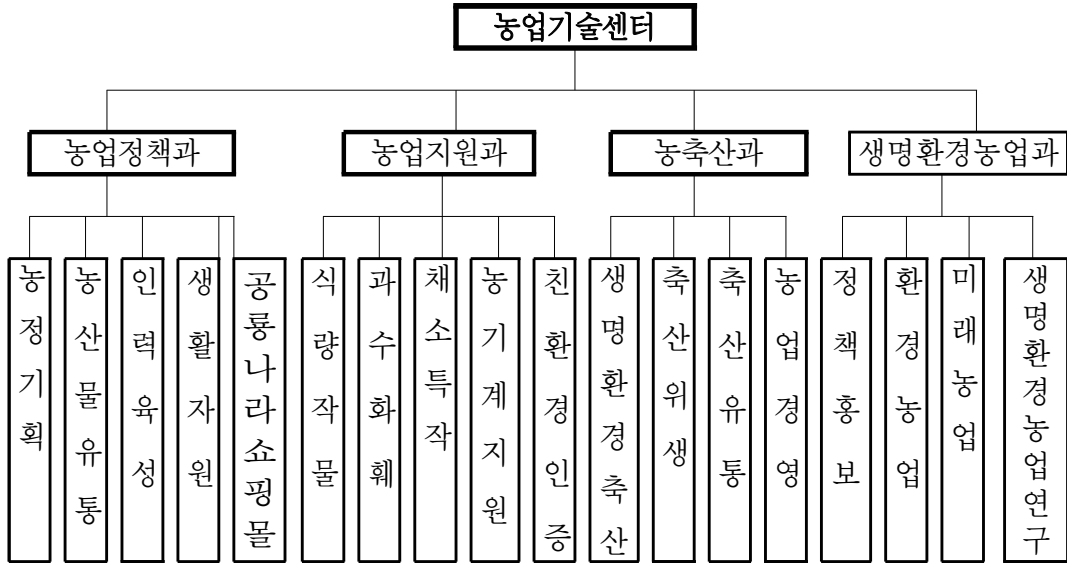 농업기술센터
농업정책과
농업지원과
농축산과
생명환경농업과
농정기획
농산물유통
인력육성
생활자원
공룡나라쇼핑몰
식량작물
과수화훼
채소특작
농기계지원
친환경인증
생명환경축산
축산위생
축산유통
농업경영
정책홍보
환경농업
미래농업
생명환경농업연구